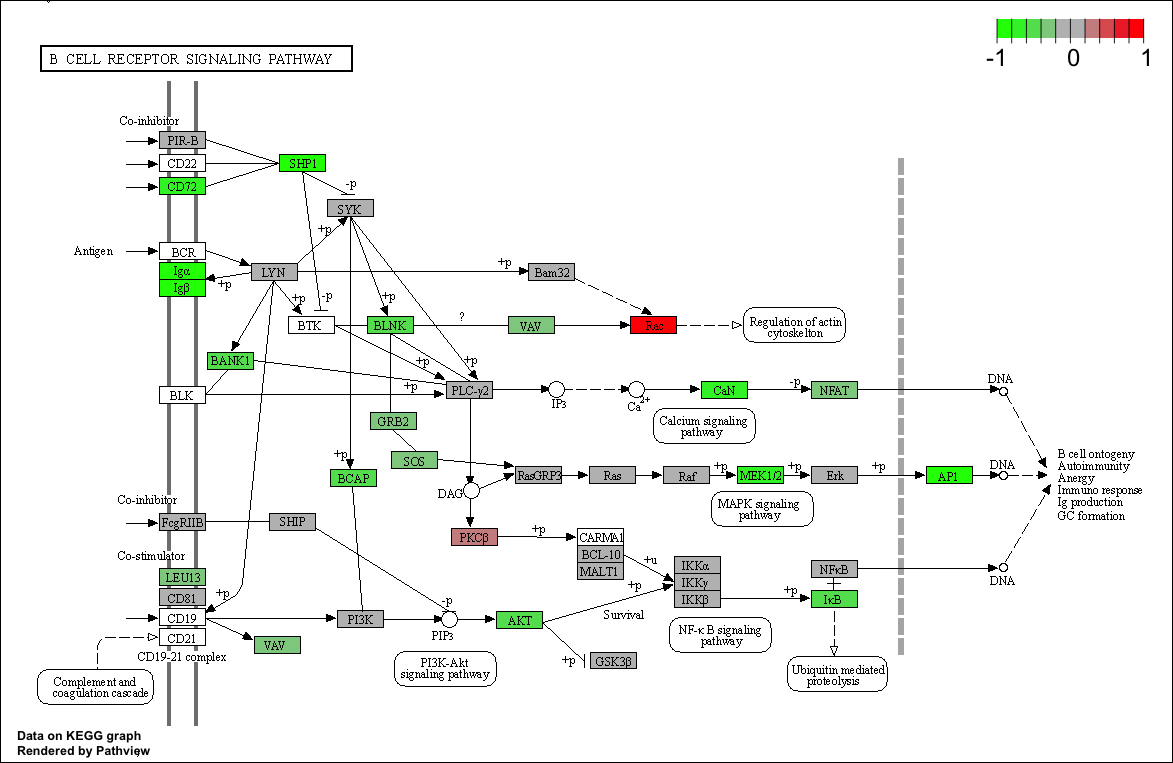 -1 0 1
B CELL RECEPTOR SIGNALING PATHWAY
Co-inhibitor
PIR-B
CD22
SHP1
CD72
-p
SYK
+p
Antigen
BCR
Igα
LYN
+p
Bam32
Igβ
+p
+p
-p
+p
BTK
BLNK
?
VAV
Rac
Regulation of actin
cytoskelton
BANK1
+p
+p
BLK
+p
PLC-γ2
IP3
Ca2+
CaN
-p
NFAT
DNA
GRB2
Calcium signaling
pathway
SOS
+p
BCAP
RasGRP3
Ras
Raf
+p
MEK1/2
+p
Erk
+p
AP1
DNA
B cell ontogeny
Autoimmunity
Anergy
Immuno response
Ig production
GC formation
DAG
MAPK signaling
pathway
Co-inhibitor
FcgRIIB
SHIP
PKCβ
+p
CARMA1
BCL-10
MALT1
+u
+p
IKKα
IKKγ
IKKβ
+p
NFκB
IκB
DNA
Co-stimulator
LEU13
CD81
+p
CD19
CD21
CD19-21 complex
VAV
PI3K
-p
PIP3
AKT
Survival
+p
GSK3β
NF-κ B signaling
pathway
PI3K-Akt
signaling pathway
Ubiquitin mediated
proteolysis
Complement and
coagulation cascade
Data on KEGG graph
Rendered by Pathview